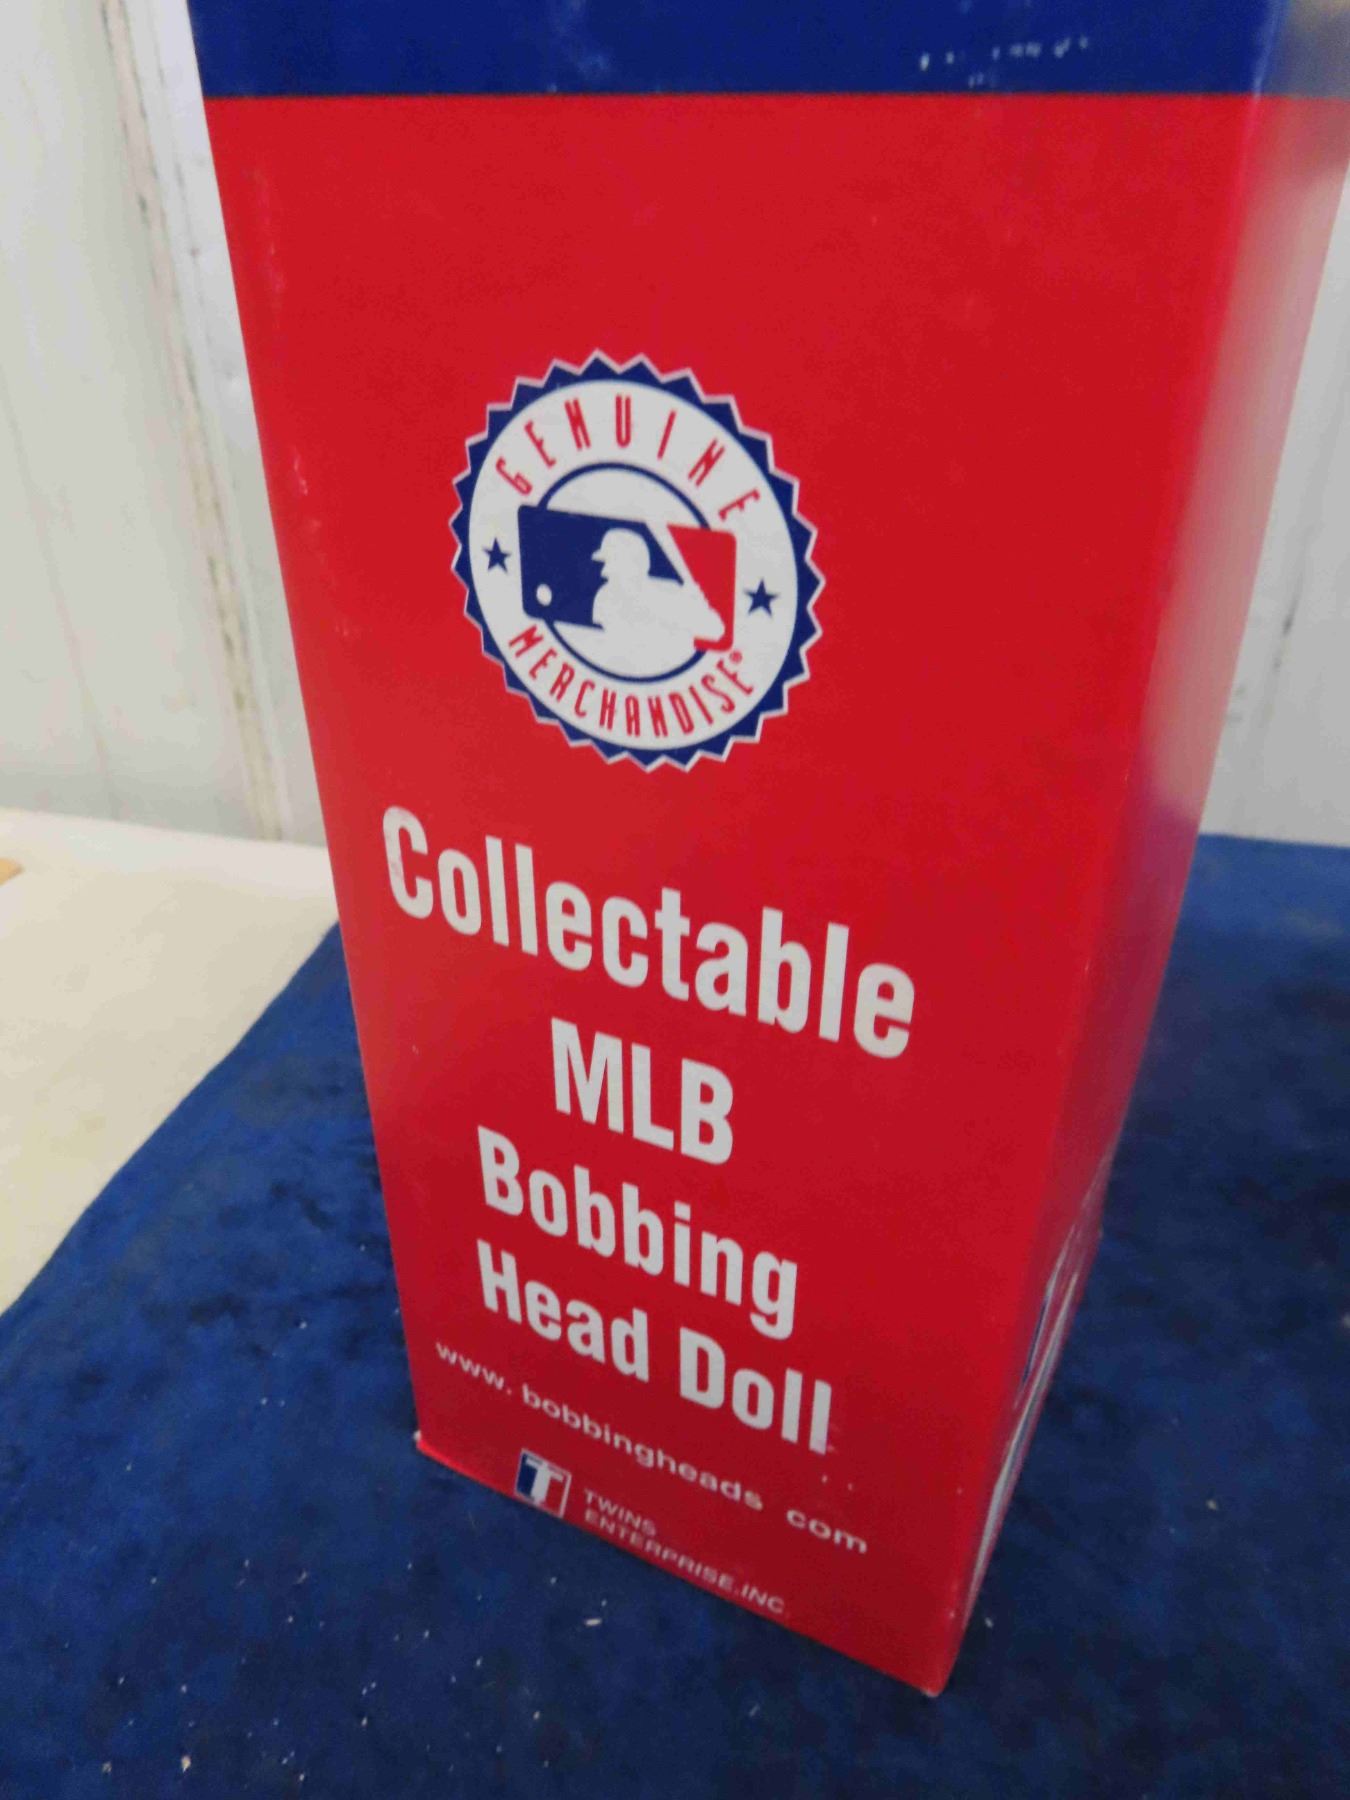 GENUINE
MERCHANDISE®
Collectable
MLB
Bobbing
Head Doll
www. bobbingheads com
T
TWINS
ENTERPRISE.INC.